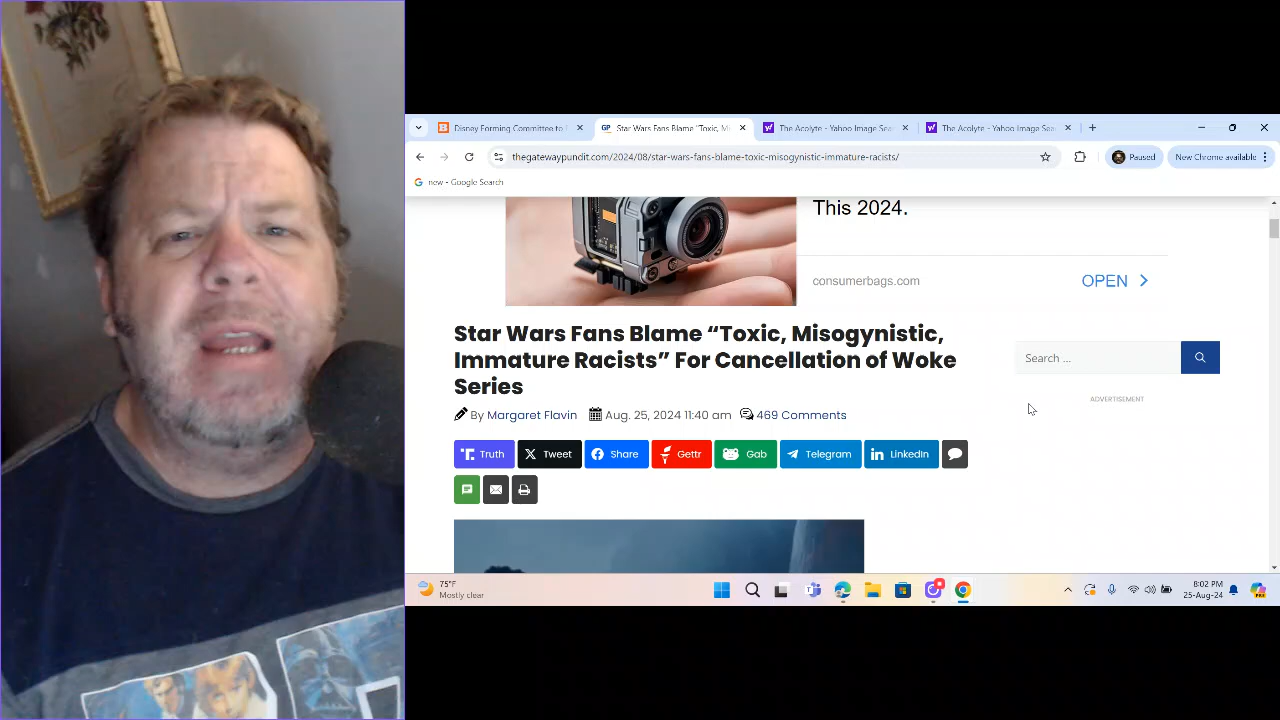 Disney Forming Committee to
Star Wars Fans Blame "Toxic, M
The Acolyte - Yahoo Image Sea
The Acolyte - Yahoo Image Sea
thegatewaypundit.com/2024/08/star-wars-fans-blame-toxic-misogynistic-immature-racists/
Paused
New Chrome available
new - Google Search
This 2024.
consumerbags.com
OPEN
Star Wars Fans Blame “Toxic, Misogynistic,
Immature Racists” For Cancellation of Woke
Series
Search ...
By Margaret Flavin Aug. 25, 2024 11:40 am 469 Comments
ADVERTISEMENT
Truth
Tweet
Share
Gettr
Gab
Telegram
LinkedIn
75°F
Mostly clear
8:02 PM
25-Aug-24